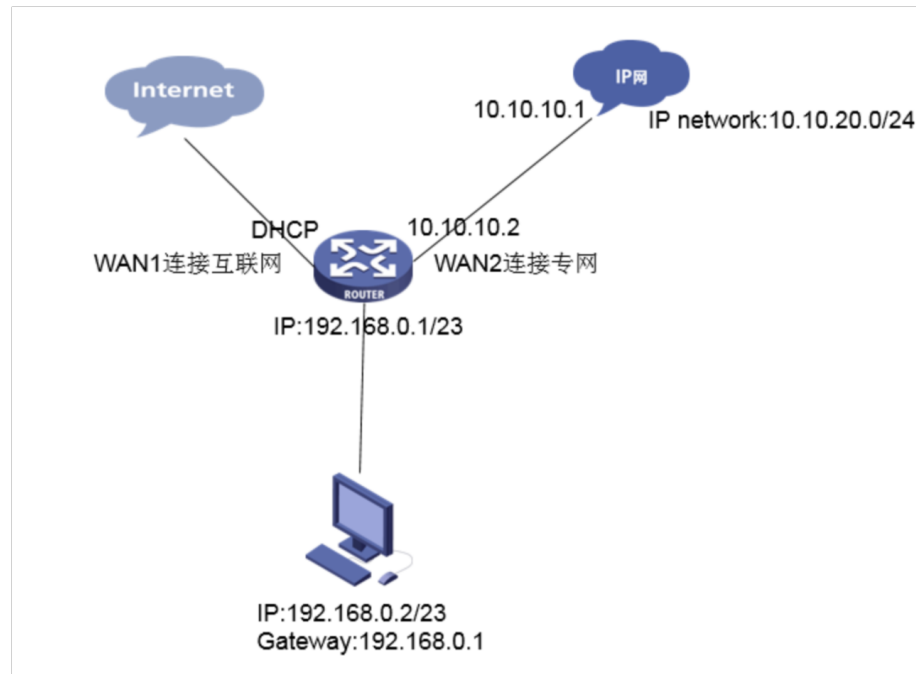 Internet
IP网
10.10.10.1
IP network:10.10.20.0/24
DHCP
10.10.10.2
WAN1连接互联网
WAN2连接专网
ROUTER
IP:192.168.0.1/23
IP:192.168.0.2/23
Gateway:192.168.0.1